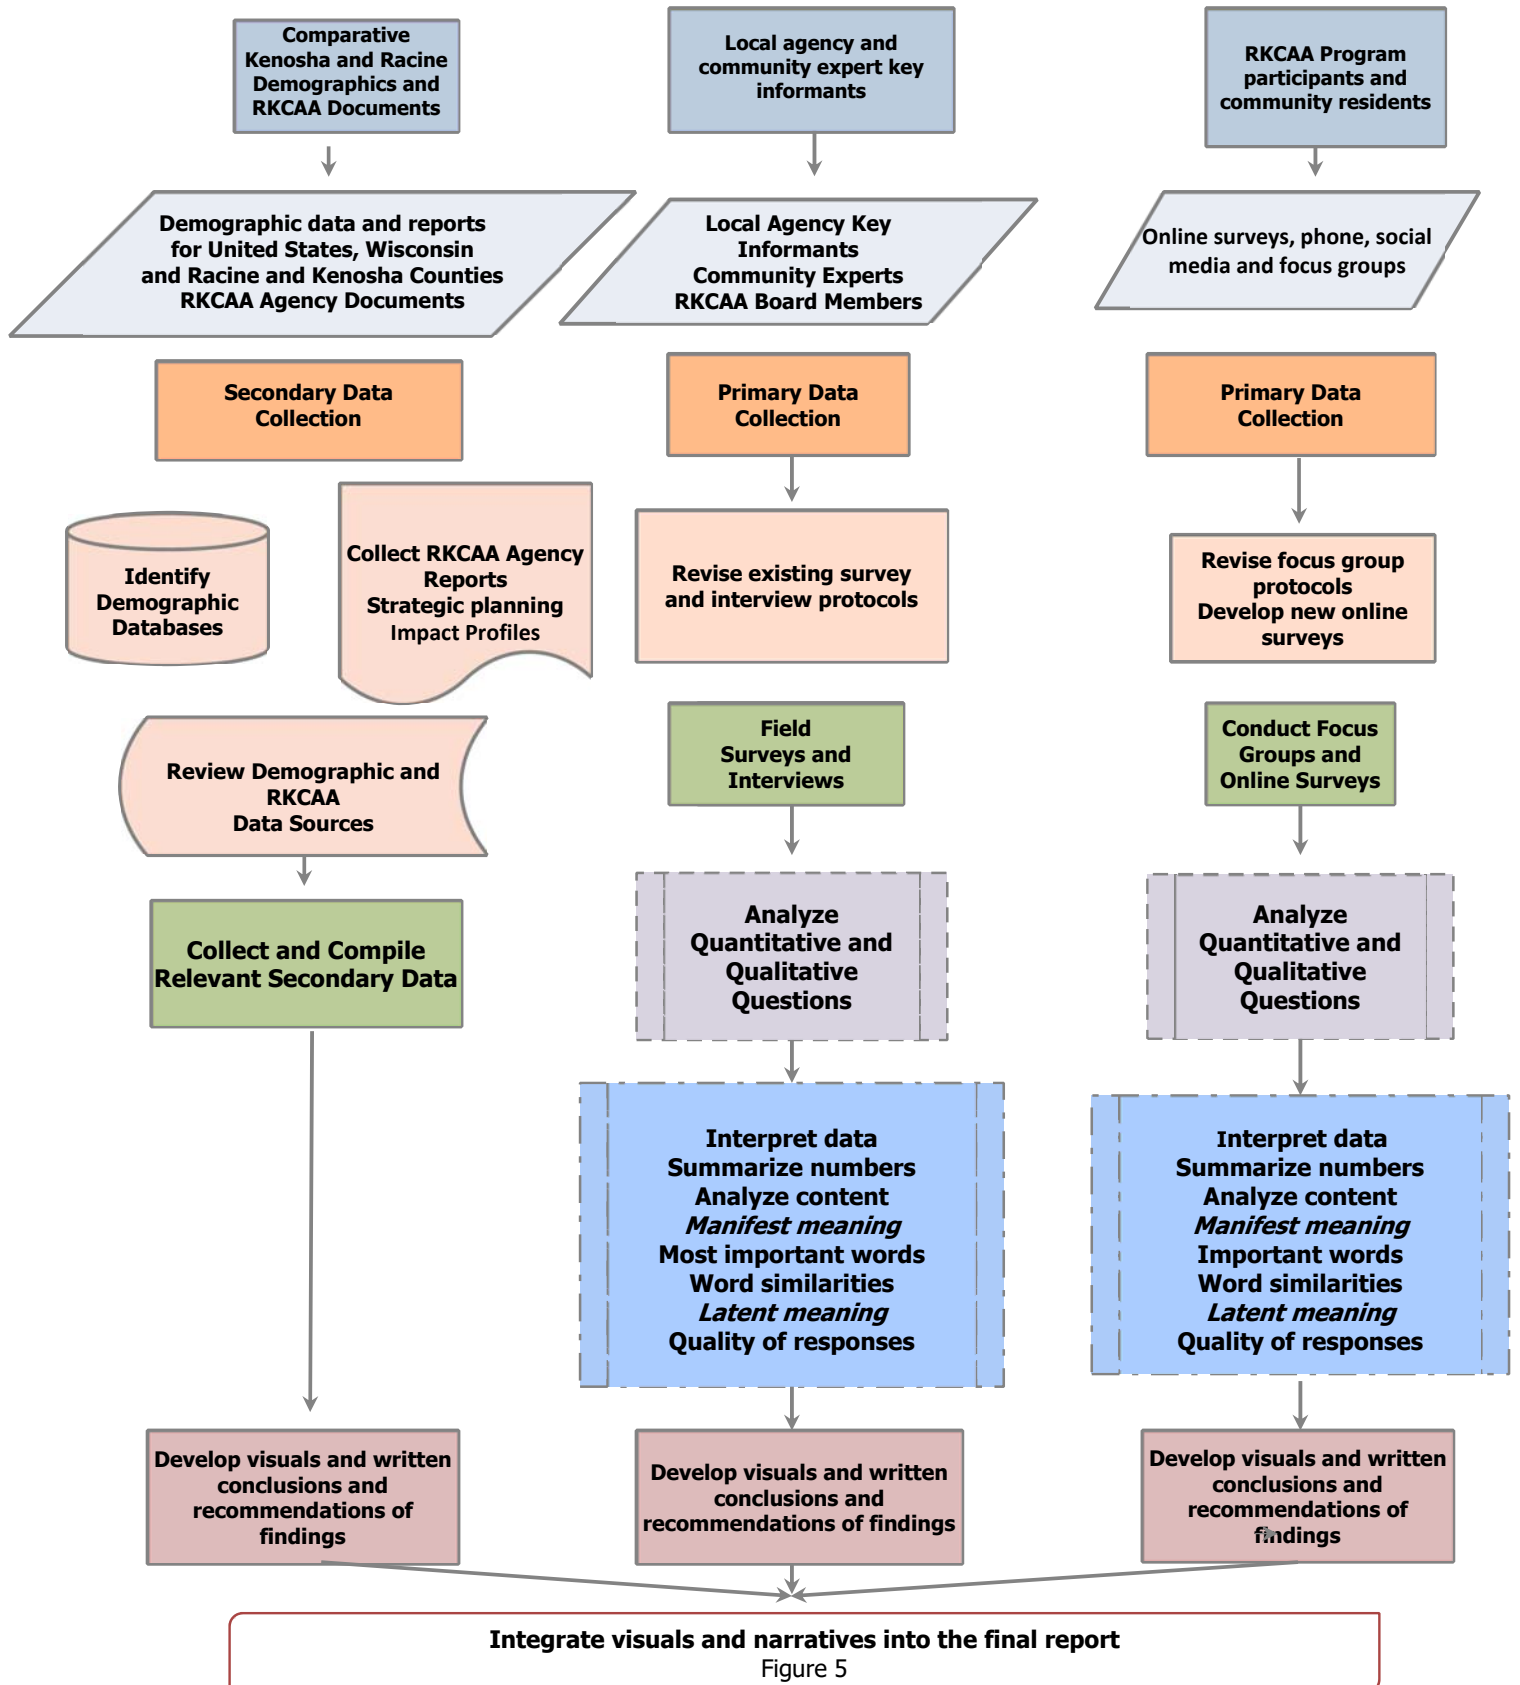 Comparative
Kenosha and Racine
Demographics and
RKCAA Documents
Local agency and
community expert key
informants
RKCAA Program
participants and
community residents
Demographic data and reports
for United States, Wisconsin
and Racine and Kenosha Counties
RKCAA Agency Documents
Local Agency Key
Informants
Community Experts
RKCAA Board Members
Online surveys, phone, social
media and focus groups
Secondary Data
Collection
Primary Data
Collection
Primary Data
Collection
Identify
Demographic
Databases
Collect RKCAA Agency
Reports
Strategic planning
Impact Profiles
Revise existing survey
and interview protocols
Revise focus group
protocols
Develop new online
surveys
Review Demographic and
RKCAA
Data Sources
Field
Surveys and
Interviews
Conduct Focus
Groups and
Online Surveys
Collect and Compile
Relevant Secondary Data
Analyze
Quantitative and
Qualitative
Questions
Analyze
Quantitative and
Qualitative
Questions
Interpret data
Summarize numbers
Analyze content
Manifest meaning
Most important words
Word similarities
Latent meaning
Quality of responses
Interpret data
Summarize numbers
Analyze content
Manifest meaning
Important words
Word similarities
Latent meaning
Quality of responses
Develop visuals and written
conclusions and
recommendations of
findings
Develop visuals and written
conclusions and
recommendations of findings
Develop visuals and written
conclusions and
recommendations of
findings
Integrate visuals and narratives into the final report
Figure 5